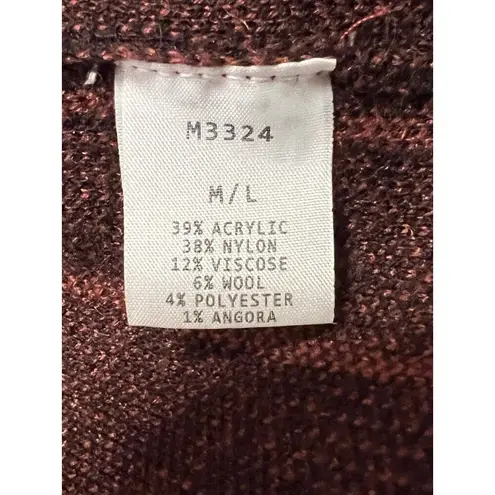 M3324
M/L
39% ACRYLIC
38% NYLON
12% VISCOSE
6% WOOL
4% POLYESTER
1% ANGORA